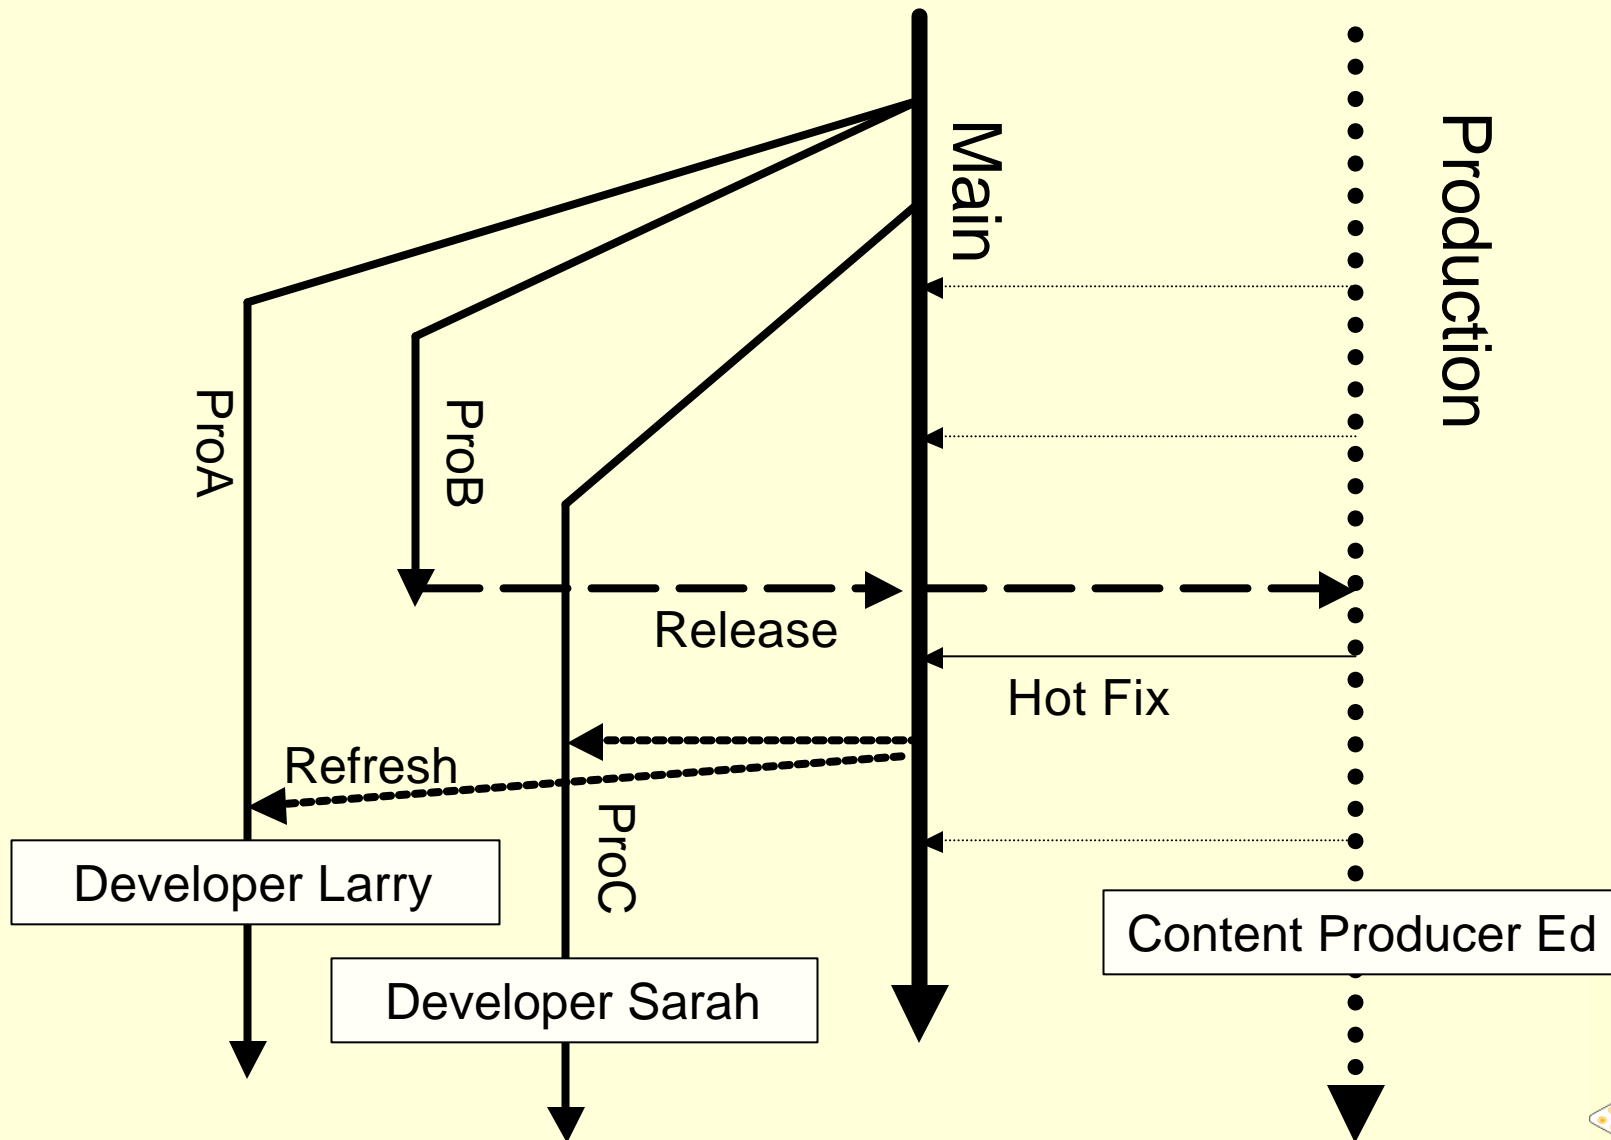 Main
Production
ProA
ProB
Release
Hot Fix
Refresh
ProC
Developer Larry
Content Producer Ed
Developer Sarah